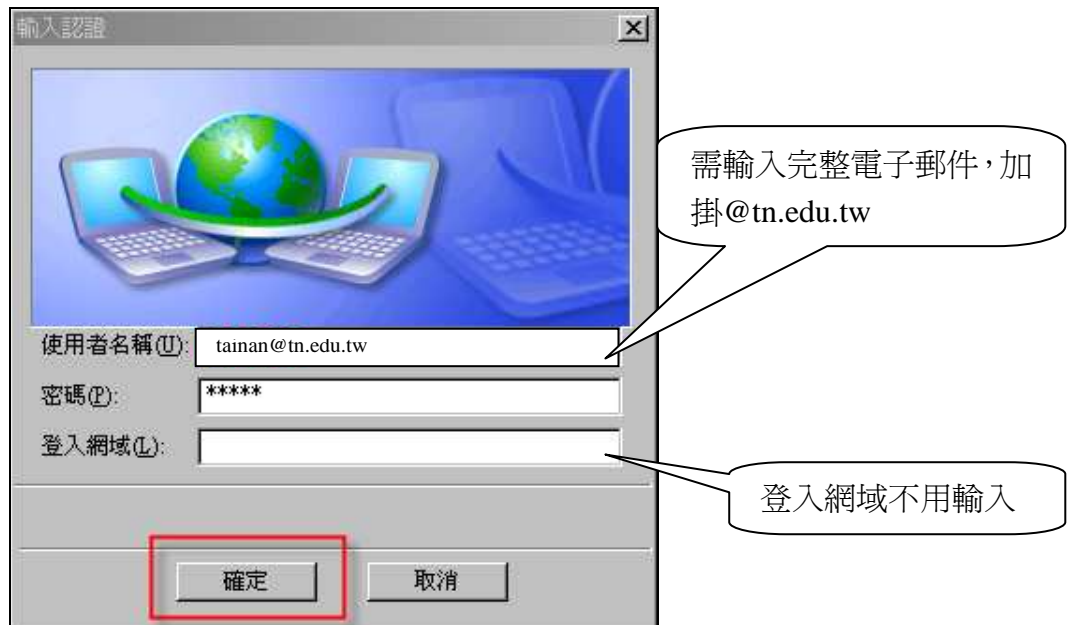 輸入認證
需輸入完整電子郵件，加
掛@tn.edu.tw
使用者名稱(U): tainan@tn.edu.tw
密碼(P): *****
登入網域(L):
登入網域不用輸入
確定 取消